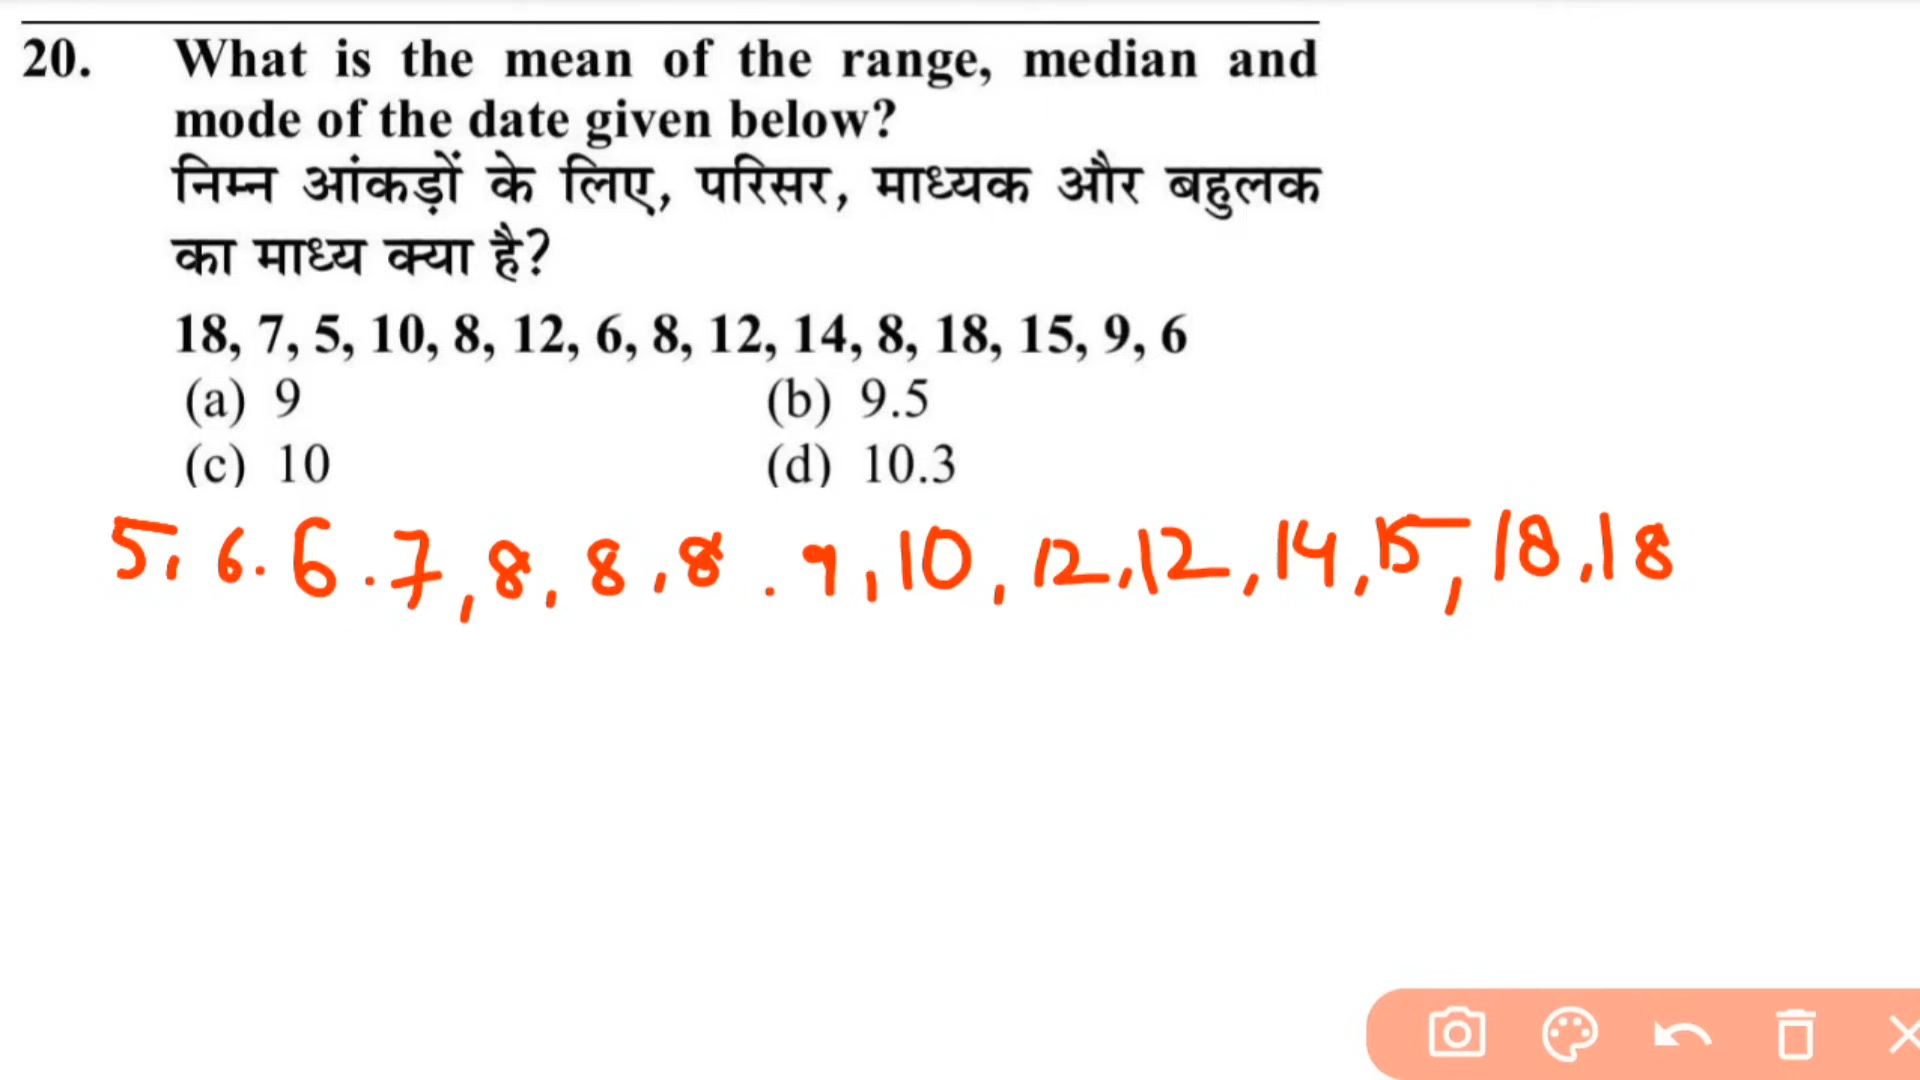 20. What is the mean of the range, median and
mode of the date given below?
निम्न आंकड़ों के लिए, परिसर, माध्यक और बहुलक
का माध्य क्या है?
18, 7, 5, 10, 8, 12, 6, 8, 12, 14, 8, 18, 15, 9, 6
(a) 9 (b) 9.5
(c) 10 (d) 10.3
5, 6. 6. 7, 8, 8, 8. 9, 10, 12, 12, 14, 15, 18, 18